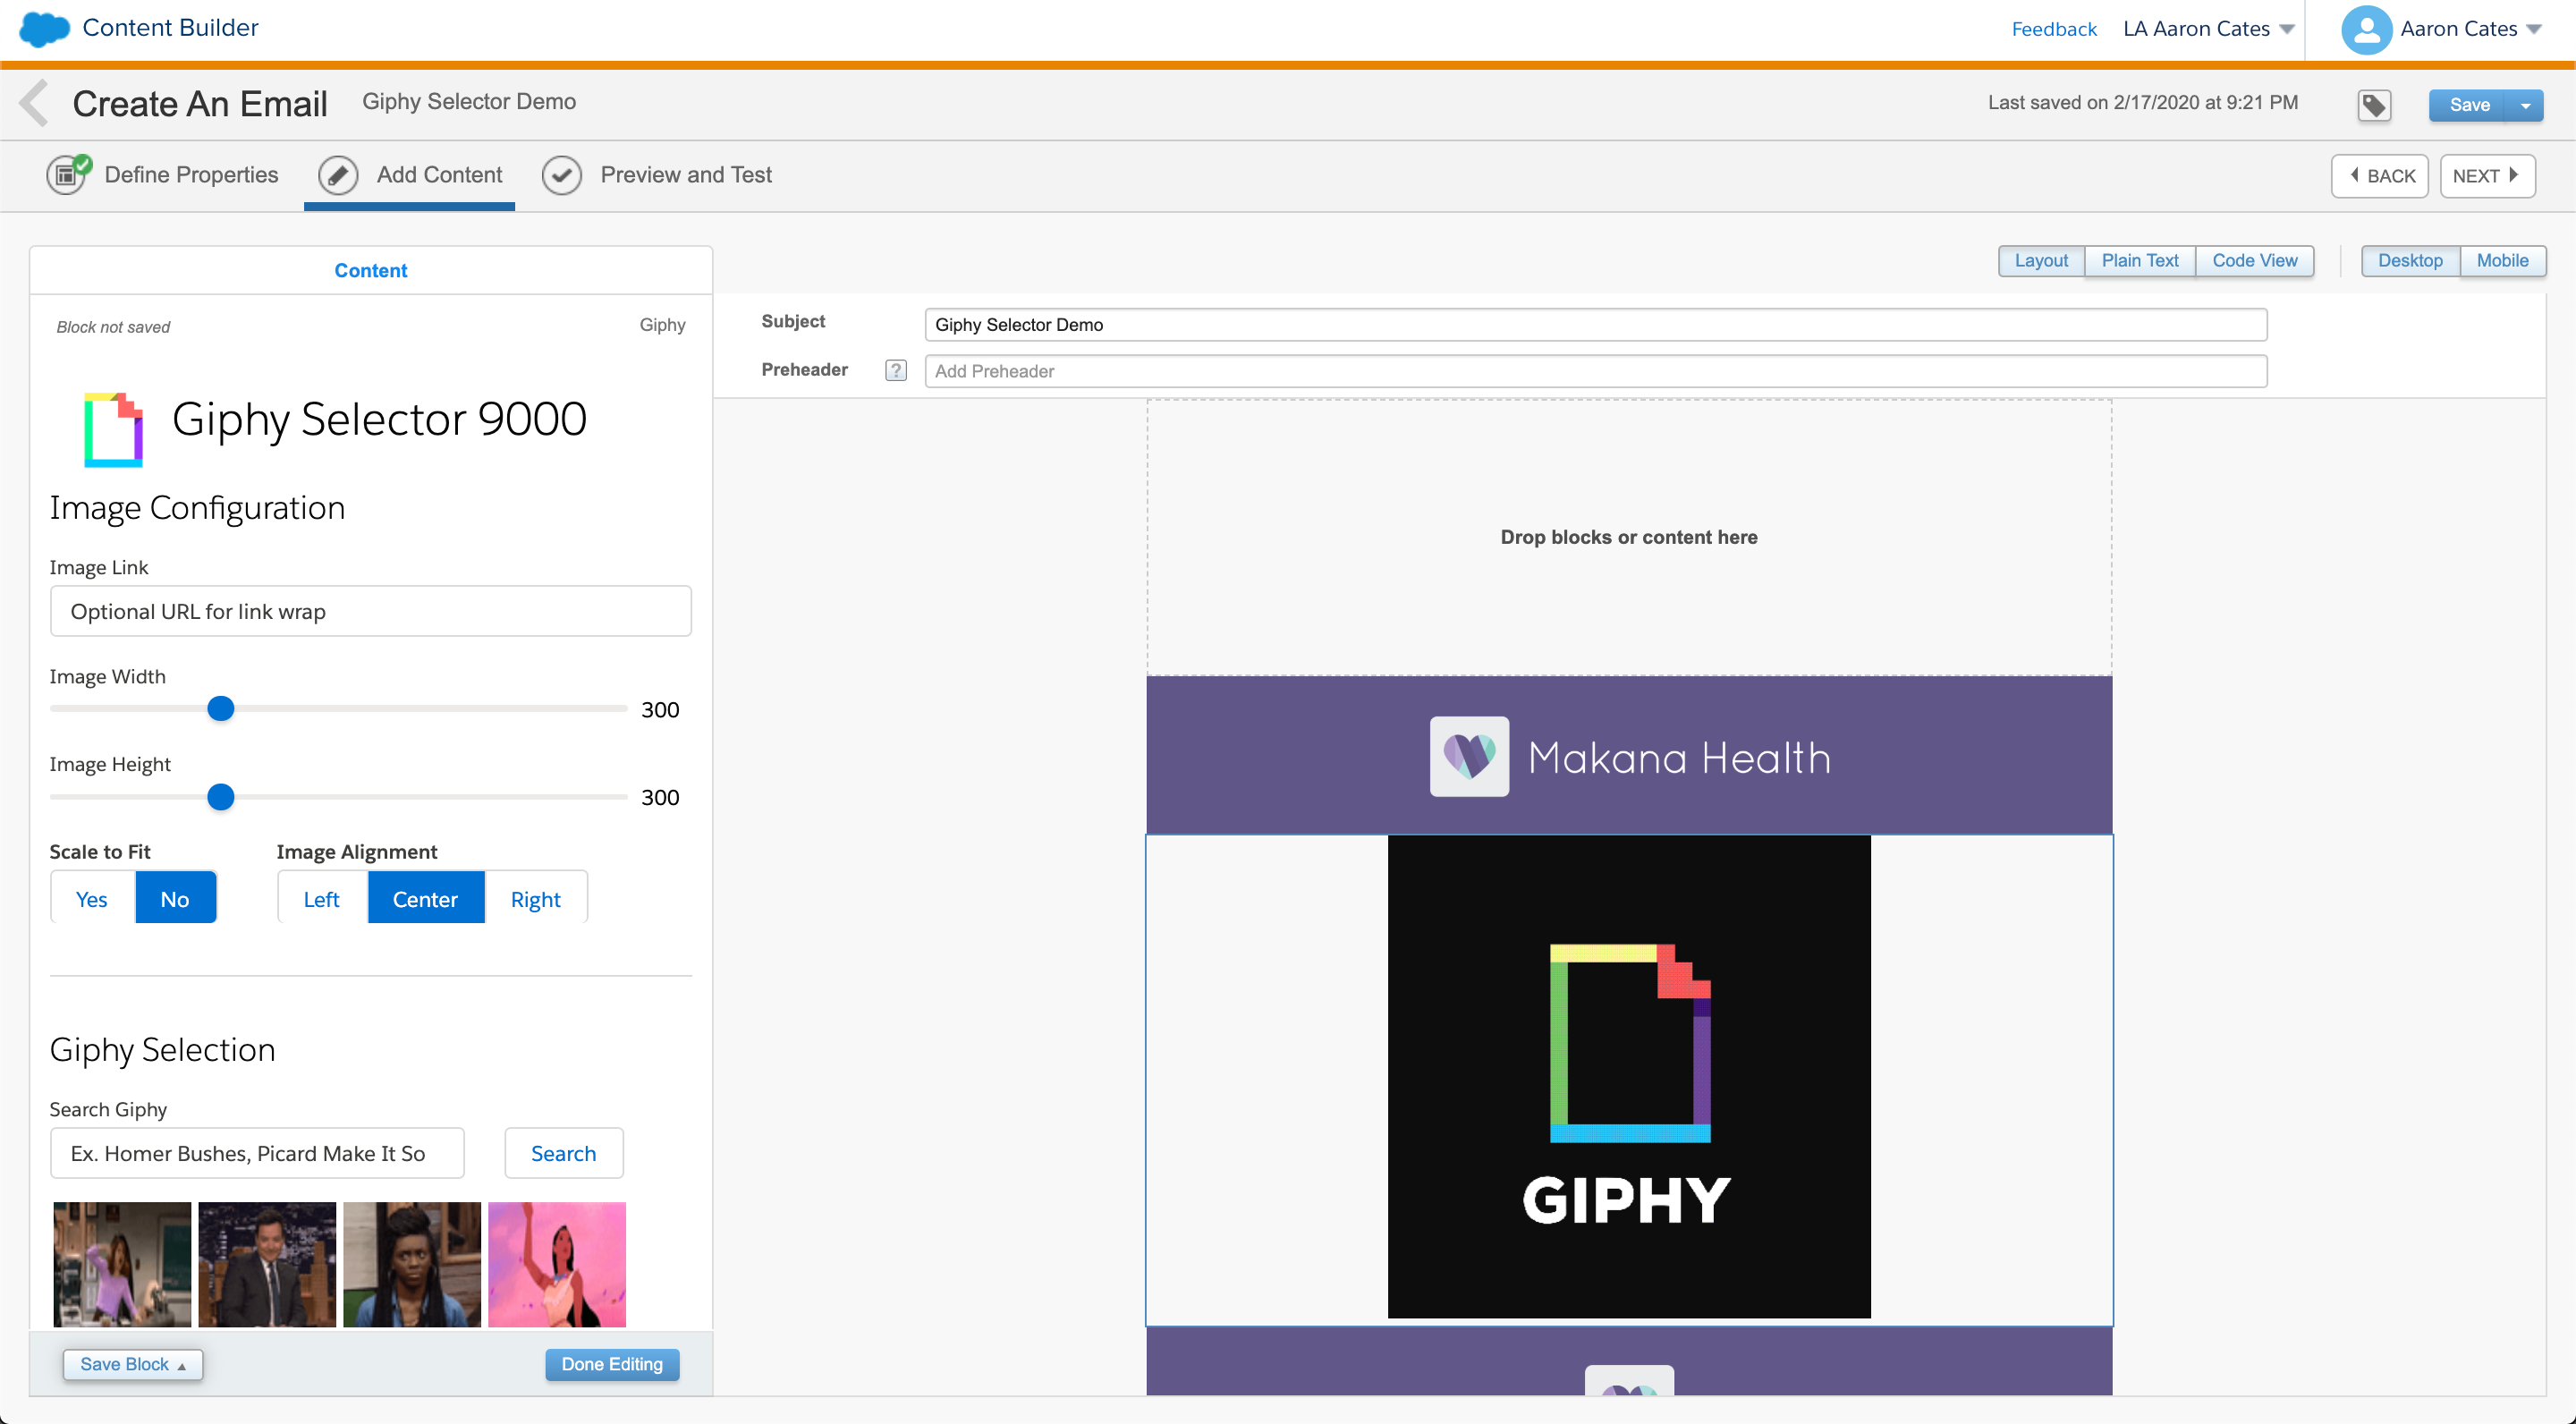 Content Builder
Feedback LA Aaron Cates Aaron Cates
Create An Email Giphy Selector Demo Last saved on 2/17/2020 at 9:21 PM Save
Define Properties Add Content Preview and Test BACK NEXT
Content
Layout Plain Text Code View Desktop Mobile
Block not saved Giphy
Giphy Selector 9000
Image Configuration
Image Link
Optional URL for link wrap
Image Width
300
Image Height
300
Scale to Fit Image Alignment
Yes No Left Center Right
Giphy Selection
Search Giphy
Ex. Homer Bushes, Picard Make It So Search
Save Block Done Editing
Subject Giphy Selector Demo
Preheader ? Add Preheader
Drop blocks or content here
Makana Health
GIPHY